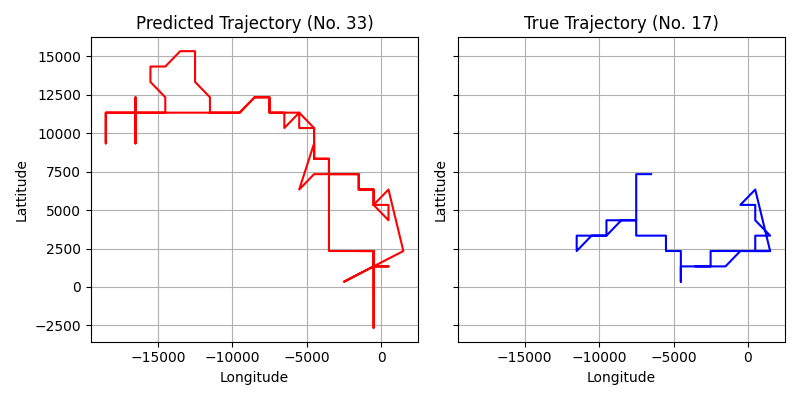 Predicted Trajectory (No. 33)
True Trajectory (No. 17)
Lattitude
15000
12500
10000
7500
5000
2500
0
−2500
−15000
−10000
−5000
0
Longitude
Lattitude
−15000
−10000
−5000
0
Longitude